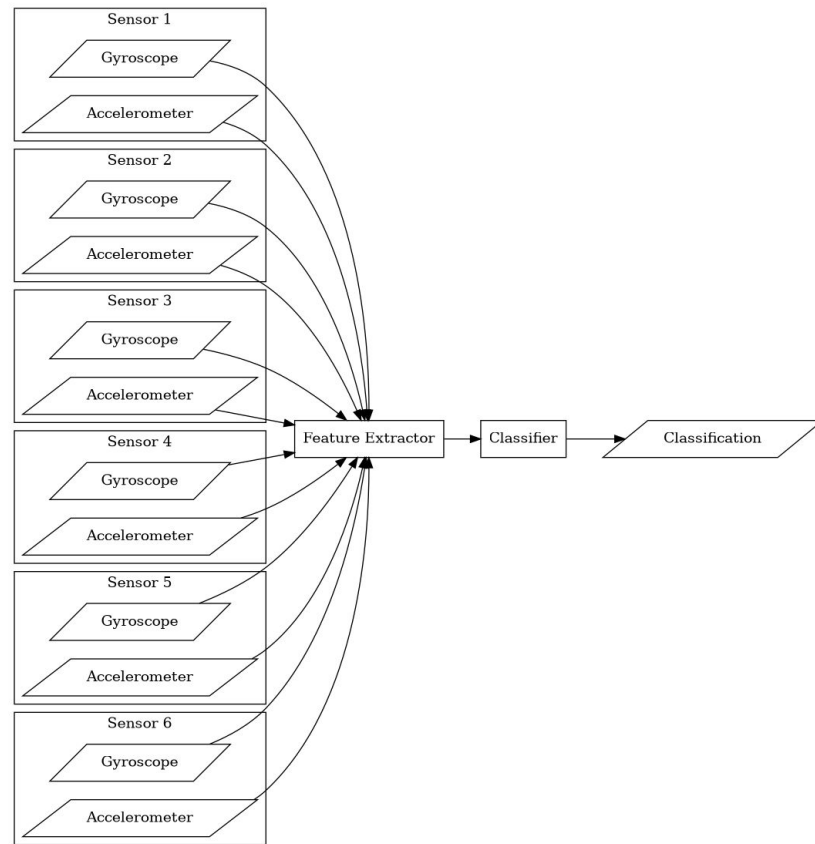 Sensor 1
Gyroscope
Accelerometer
Sensor 2
Gyroscope
Accelerometer
Sensor 3
Gyroscope
Accelerometer
Sensor 4
Gyroscope
Accelerometer
Sensor 5
Gyroscope
Accelerometer
Sensor 6
Gyroscope
Accelerometer
Feature Extractor
Classifier
Classification